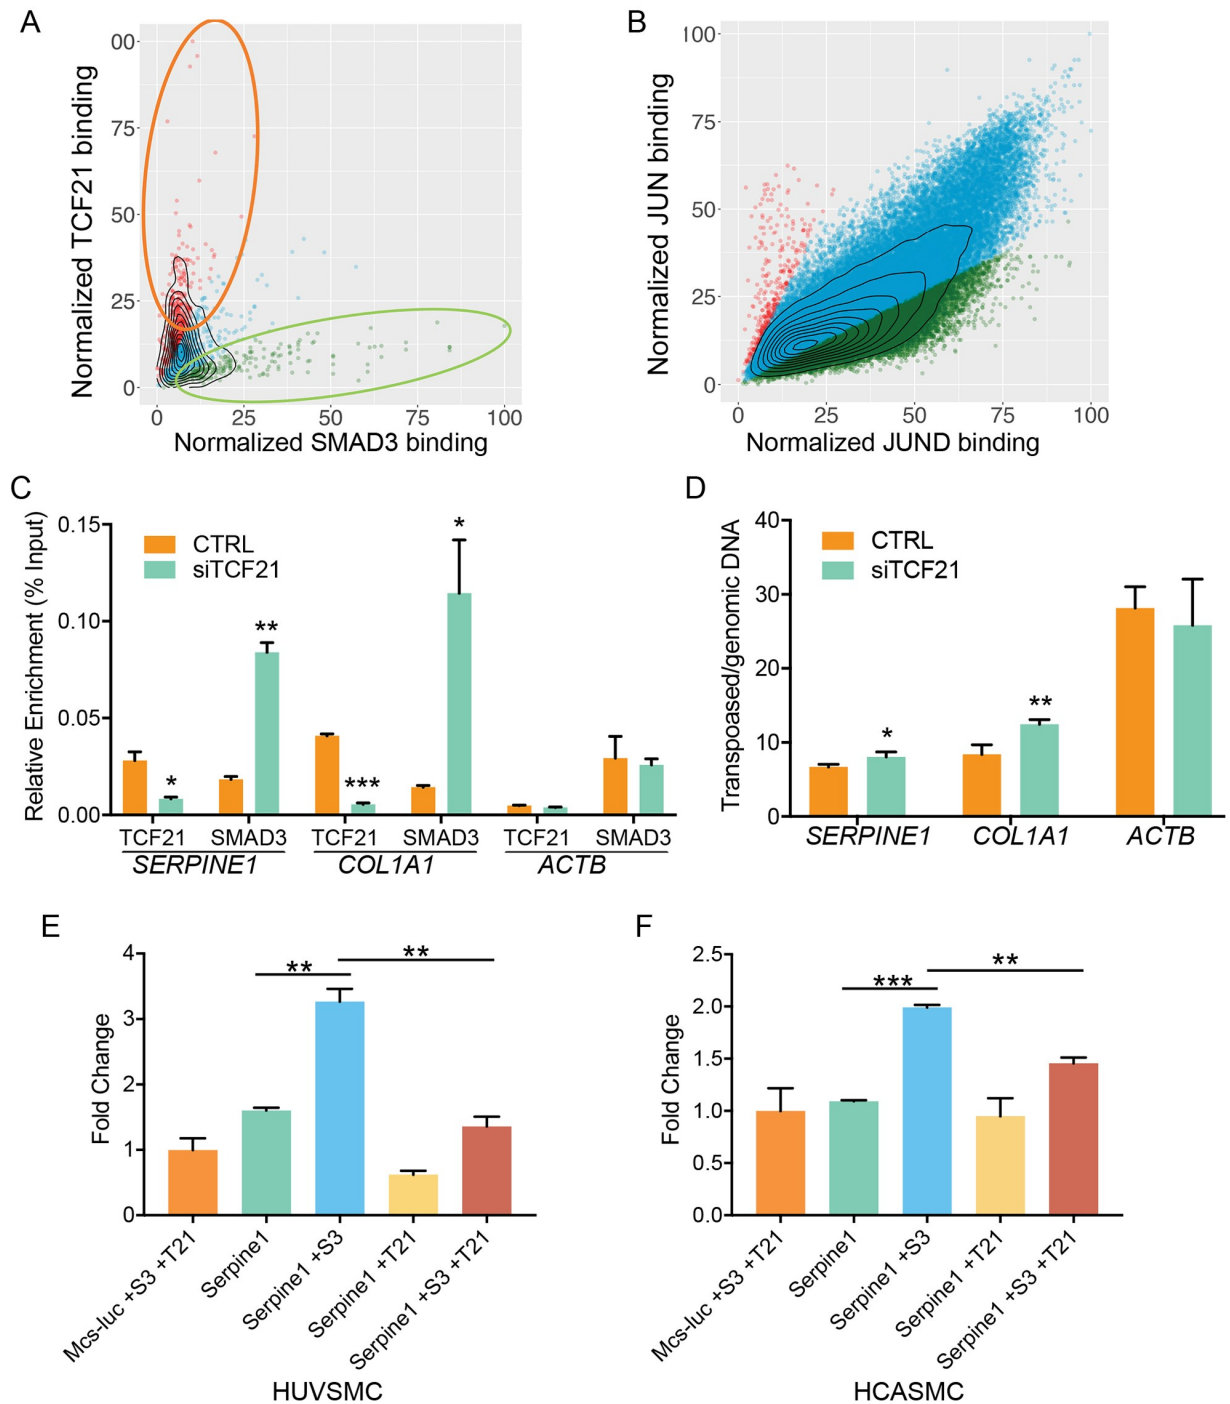 A
Normalized TCF21 binding
00
75
50
25
0
0 25 50 75 100
Normalized SMAD3 binding
B
Normalized JUN binding
100
75
50
25
0
0 25 50 75 100
Normalized JUND binding
C
Relative Enrichment (% Input)
0.15
0.10
0.05
0.00
CTRL
siTCF21
* ** *** *
TCF21 SMAD3 TCF21 SMAD3 TCF21 SMAD3
SERPINE1 COL1A1 ACTB
D
Transpoased/genomic DNA
40
30
20
10
0
CTRL
siTCF21
* **
SERPINE1 COL1A1 ACTB
E
Fold Change
4
3
2
1
0
** **
Mcs-luc +S3 +T21
Serpine1
Serpine1 +S3
Serpine1 +T21
Serpine1 +S3 +T21
HUVSMC
F
Fold Change
2.5
2.0
1.5
1.0
0.5
0.0
*** **
Mcs-luc +S3 +T21
Serpine1
Serpine1 +S3
Serpine1 +T21
Serpine1 +S3 +T21
HCASMC